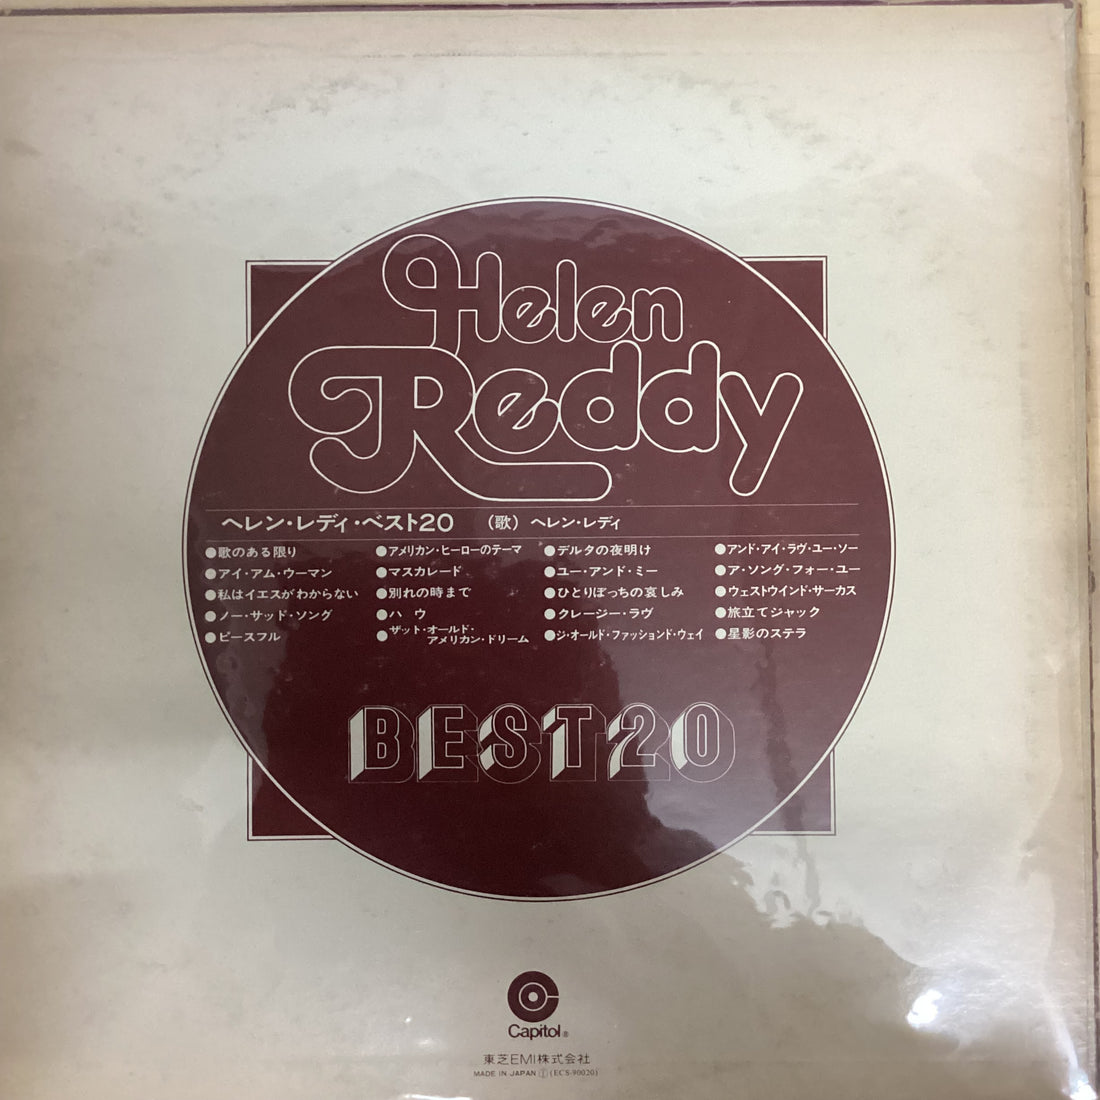 Helen
Reddy
ヘレン・レディ・ベスト20 (歌) ヘレン・レディ
●歌のある限り
●アイ・アム・ウーマン
●私はイエスがわからない
●ノー・サッド・ソング
●ピースフル
●アメリカン・ヒーローのテーマ
●マスカレード
●別れの時まで
●ハウ
●ザット・オールド・
アメリカン・ドリーム
●デルタの夜明け
●ユー・アンド・ミー
●ひとりぼっちの哀しみ
●クレージー・ラヴ
●ジ・オールド・ファッションド・ウェイ
●アンド・アイ・ラヴ・ユー・ソー
●ア・ソング・フォー・ユー
●ウェストウインド・サーカス
●旅立てジャック
●星影のステラ
BEST20
Capitol®
東芝EMI株式会社
MADE IN JAPAN Ⓣ (ECS-90020)